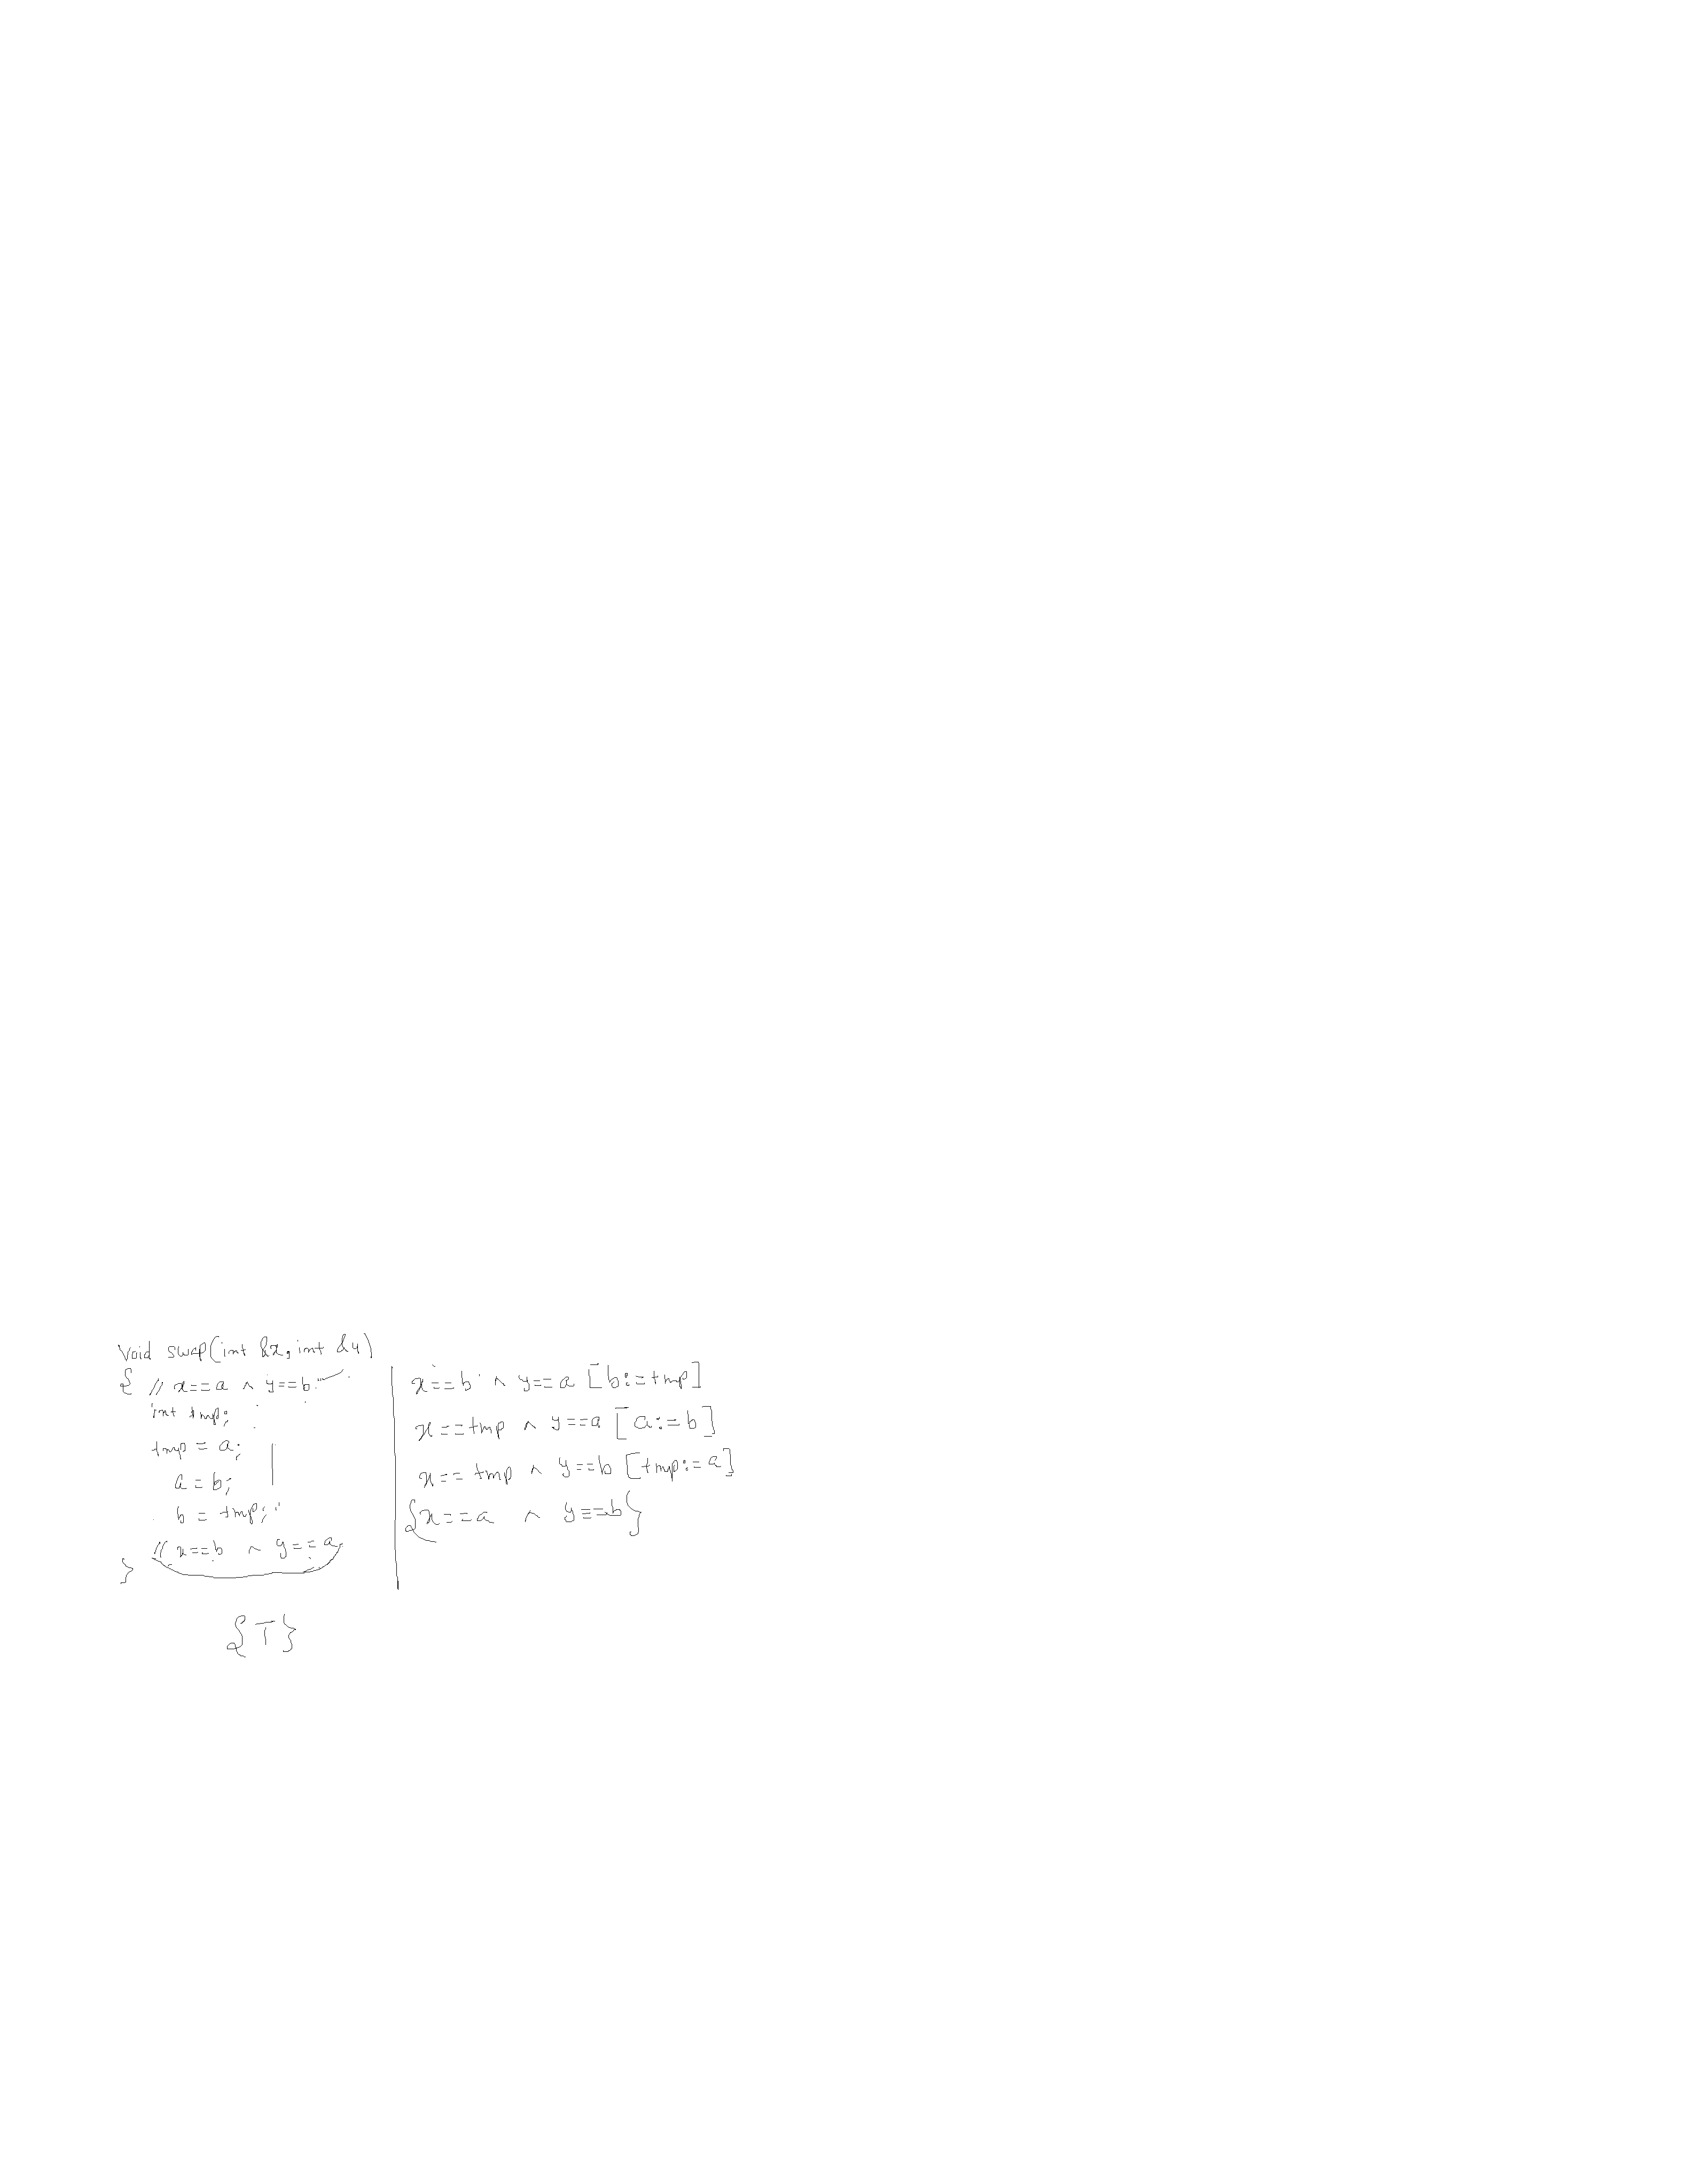 void swap(int &x, int &y)
{ // x==a ∧ y==b
int tmp;
tmp = a;
a = b;
b = tmp;
// x==b ∧ y==a
}
{T}
x==b ∧ y==a [b:=tmp]
x==tmp ∧ y==a [a:=b]
x==tmp ∧ y==b [tmp:=a]
{x==a ∧ y==b}